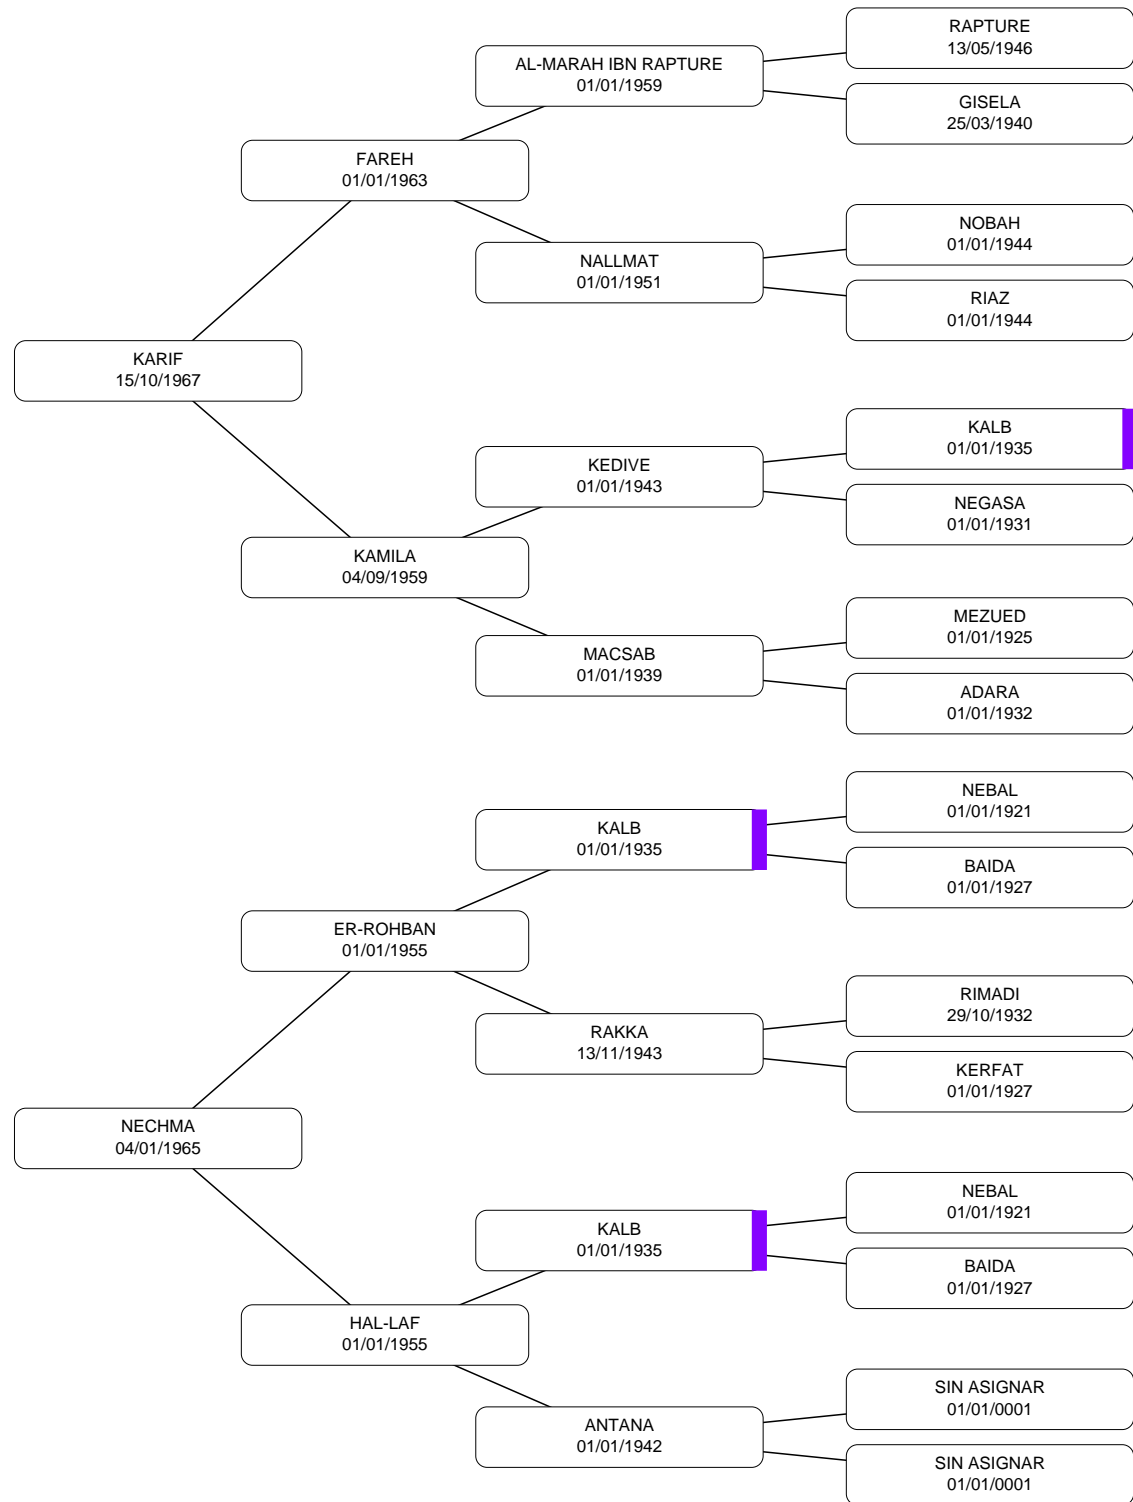 RAPTURE
13/05/1946
AL-MARAH IBN RAPTURE
01/01/1959
GISELA
25/03/1940
FAREH
01/01/1963
NOBAH
01/01/1944
NALLMAT
01/01/1951
RIAZ
01/01/1944
KARIF
15/10/1967
KALB
01/01/1935
KEDIVE
01/01/1943
NEGASA
01/01/1931
KAMILA
04/09/1959
MEZUED
01/01/1925
MACSAB
01/01/1939
ADARA
01/01/1932
NEBAL
01/01/1921
KALB
01/01/1935
BAIDA
01/01/1927
ER-ROHBAN
01/01/1955
RIMADI
29/10/1932
RAKKA
13/11/1943
KERFAT
01/01/1927
NECHMA
04/01/1965
NEBAL
01/01/1921
KALB
01/01/1935
BAIDA
01/01/1927
HAL-LAF
01/01/1955
SIN ASIGNAR
01/01/0001
ANTANA
01/01/1942
SIN ASIGNAR
01/01/0001